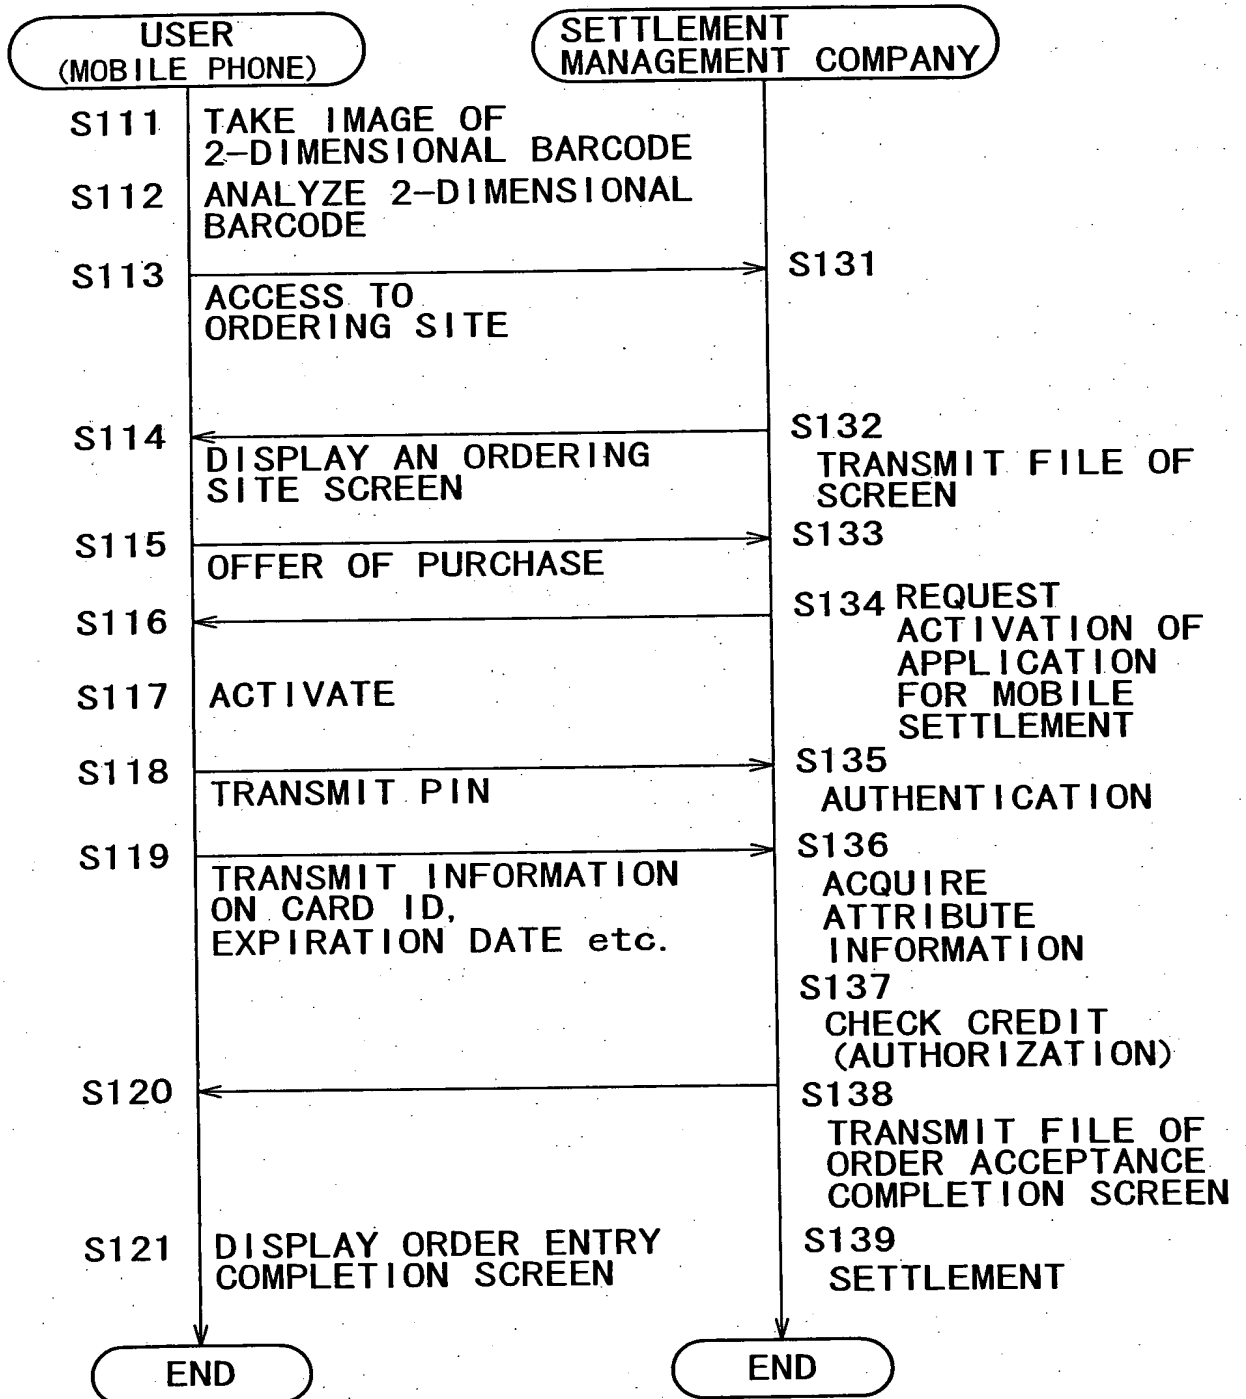 USER
(MOBILE PHONE)
SETTLEMENT
MANAGEMENT COMPANY
S111
TAKE IMAGE OF
2-DIMENSIONAL BARCODE
S112
ANALYZE 2-DIMENSIONAL
BARCODE
S113
S131
ACCESS TO
ORDERING SITE
S114
S132
DISPLAY AN ORDERING
SITE SCREEN
TRANSMIT FILE OF
SCREEN
S115
S133
OFFER OF PURCHASE
S116
S134
REQUEST
ACTIVATION OF
APPLICATION
FOR MOBILE
SETTLEMENT
S117
ACTIVATE
S118
S135
TRANSMIT PIN
AUTHENTICATION
S119
S136
TRANSMIT INFORMATION
ON CARD ID,
EXPIRATION DATE etc.
ACQUIRE
ATTRIBUTE
INFORMATION
S137
CHECK CREDIT
(AUTHORIZATION)
S120
S138
TRANSMIT FILE OF
ORDER ACCEPTANCE
COMPLETION SCREEN
S121
DISPLAY ORDER ENTRY
COMPLETION SCREEN
S139
SETTLEMENT
END
END